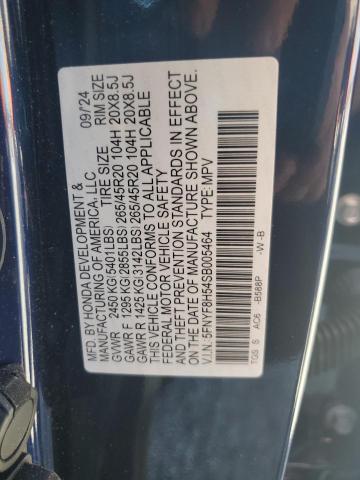 MFD. BY HONDA DEVELOPMENT & 09/24
MANUFACTURING OF AMERICA, LLC
TIRE SIZE RIM SIZE
GVWR 2450 KG(5401LBS)
GAWR F 1295 KG(2855LBS) 265/45R20 104H 20X8.5J
GAWR R 1425 KG(3142LBS) 265/45R20 104H 20X8.5J
THIS VEHICLE CONFORMS TO ALL APPLICABLE
FEDERAL MOTOR VEHICLE SAFETY
AND THEFT PREVENTION STANDARDS IN EFFECT
ON THE DATE OF MANUFACTURE SHOWN ABOVE.
V.I.N. 5FNYF8H54SB005464 TYPE: MPV
TGS S AC6 -B588P -W -B